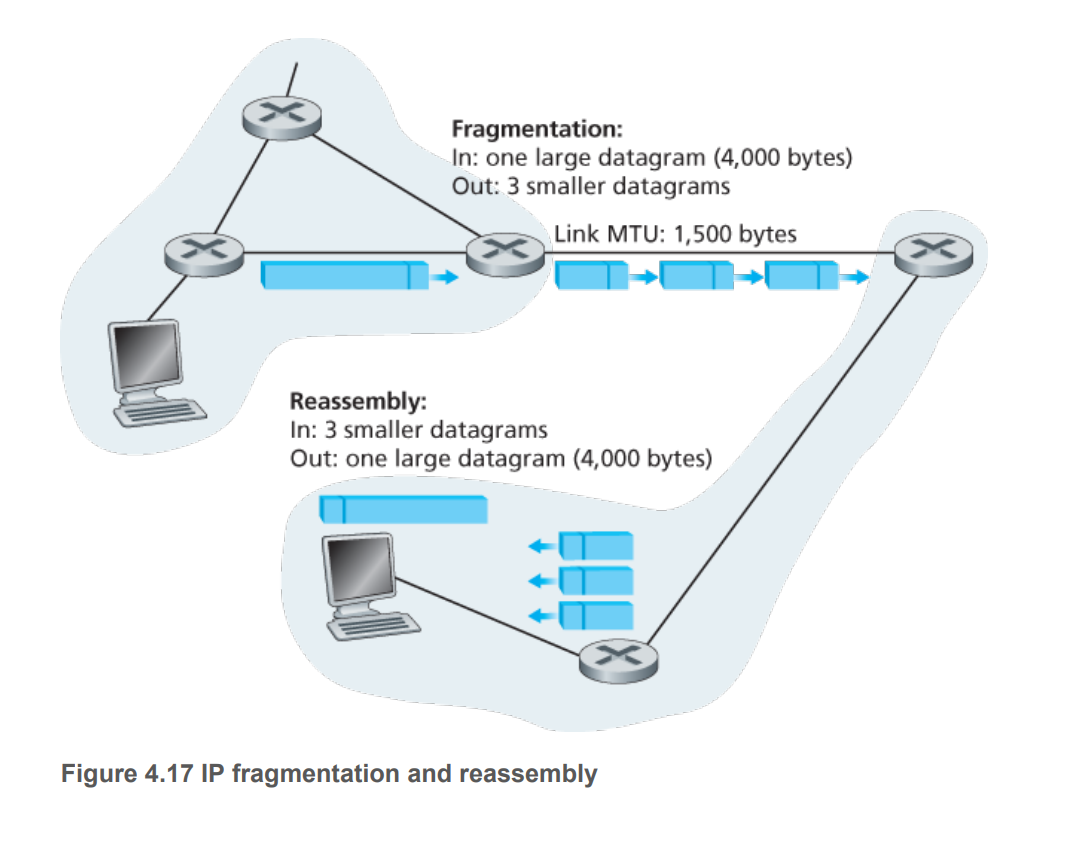 Fragmentation:
In: one large datagram (4,000 bytes)
Out: 3 smaller datagrams
Link MTU: 1,500 bytes
Reassembly:
In: 3 smaller datagrams
Out: one large datagram (4,000 bytes)
Figure 4.17 IP fragmentation and reassembly